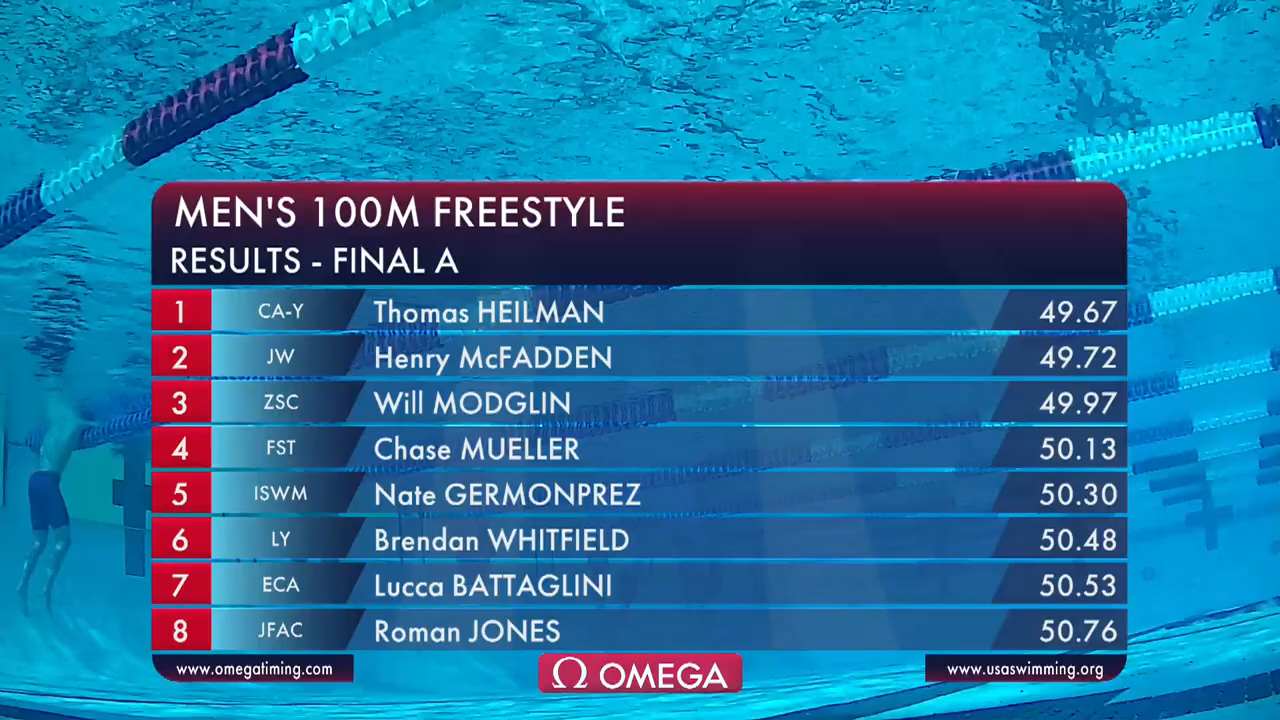 MEN'S 100M FREESTYLE
RESULTS - FINAL A
1 CA-Y Thomas HEILMAN 49.67
2 JW Henry McFADDEN 49.72
3 ZSC Will MODGLIN 49.97
4 FST Chase MUELLER 50.13
5 ISWM Nate GERMONPREZ 50.30
6 LY Brendan WHITFIELD 50.48
7 ECA Lucca BATTAGLINI 50.53
8 JFAC Roman JONES 50.76
www.omegatiming.com Ω OMEGA www.usaswimming.org